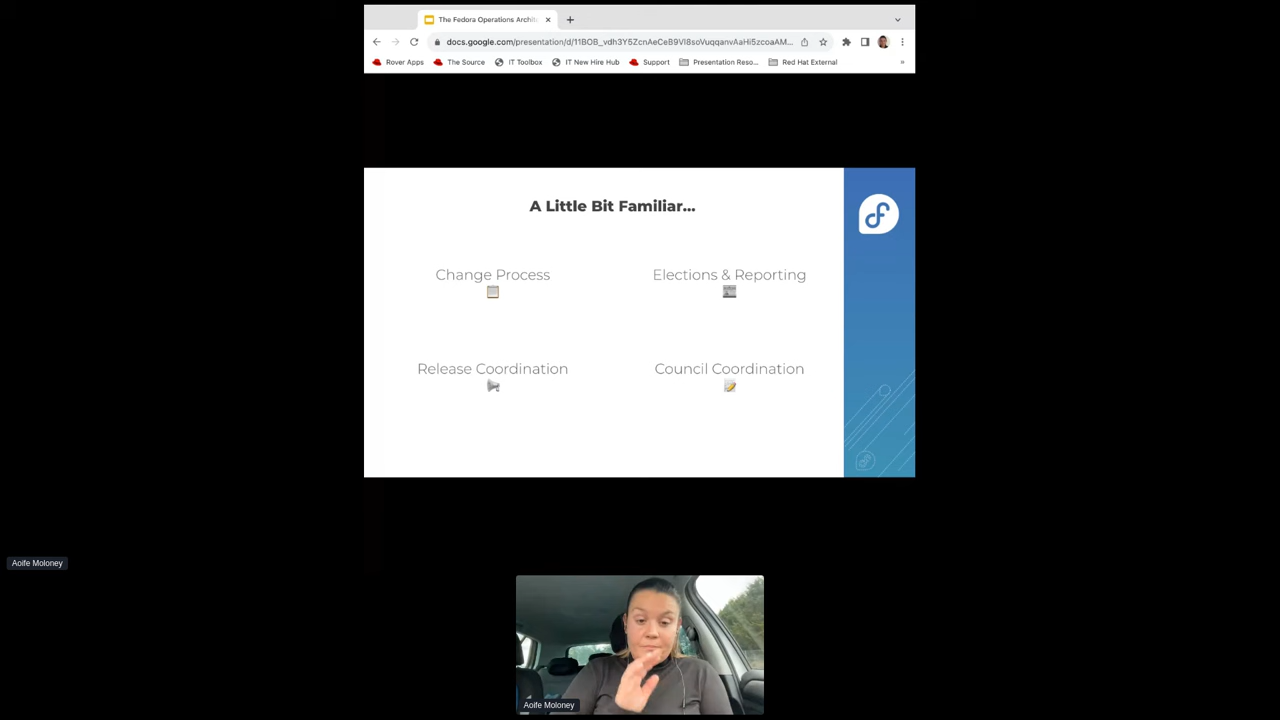 The Fedora Operations Archite
docs.google.com/presentation/d/11BOB_vdh3Y5ZcnAeCeB9Vl8soVuqqanvAaHi5zcoaAM...
Rover Apps
The Source
IT Toolbox
IT New Hire Hub
Support
Presentation Reso...
Red Hat External
»
A Little Bit Familiar...
Change Process
Elections & Reporting
Release Coordination
Council Coordination
Aoife Moloney
Aoife Moloney